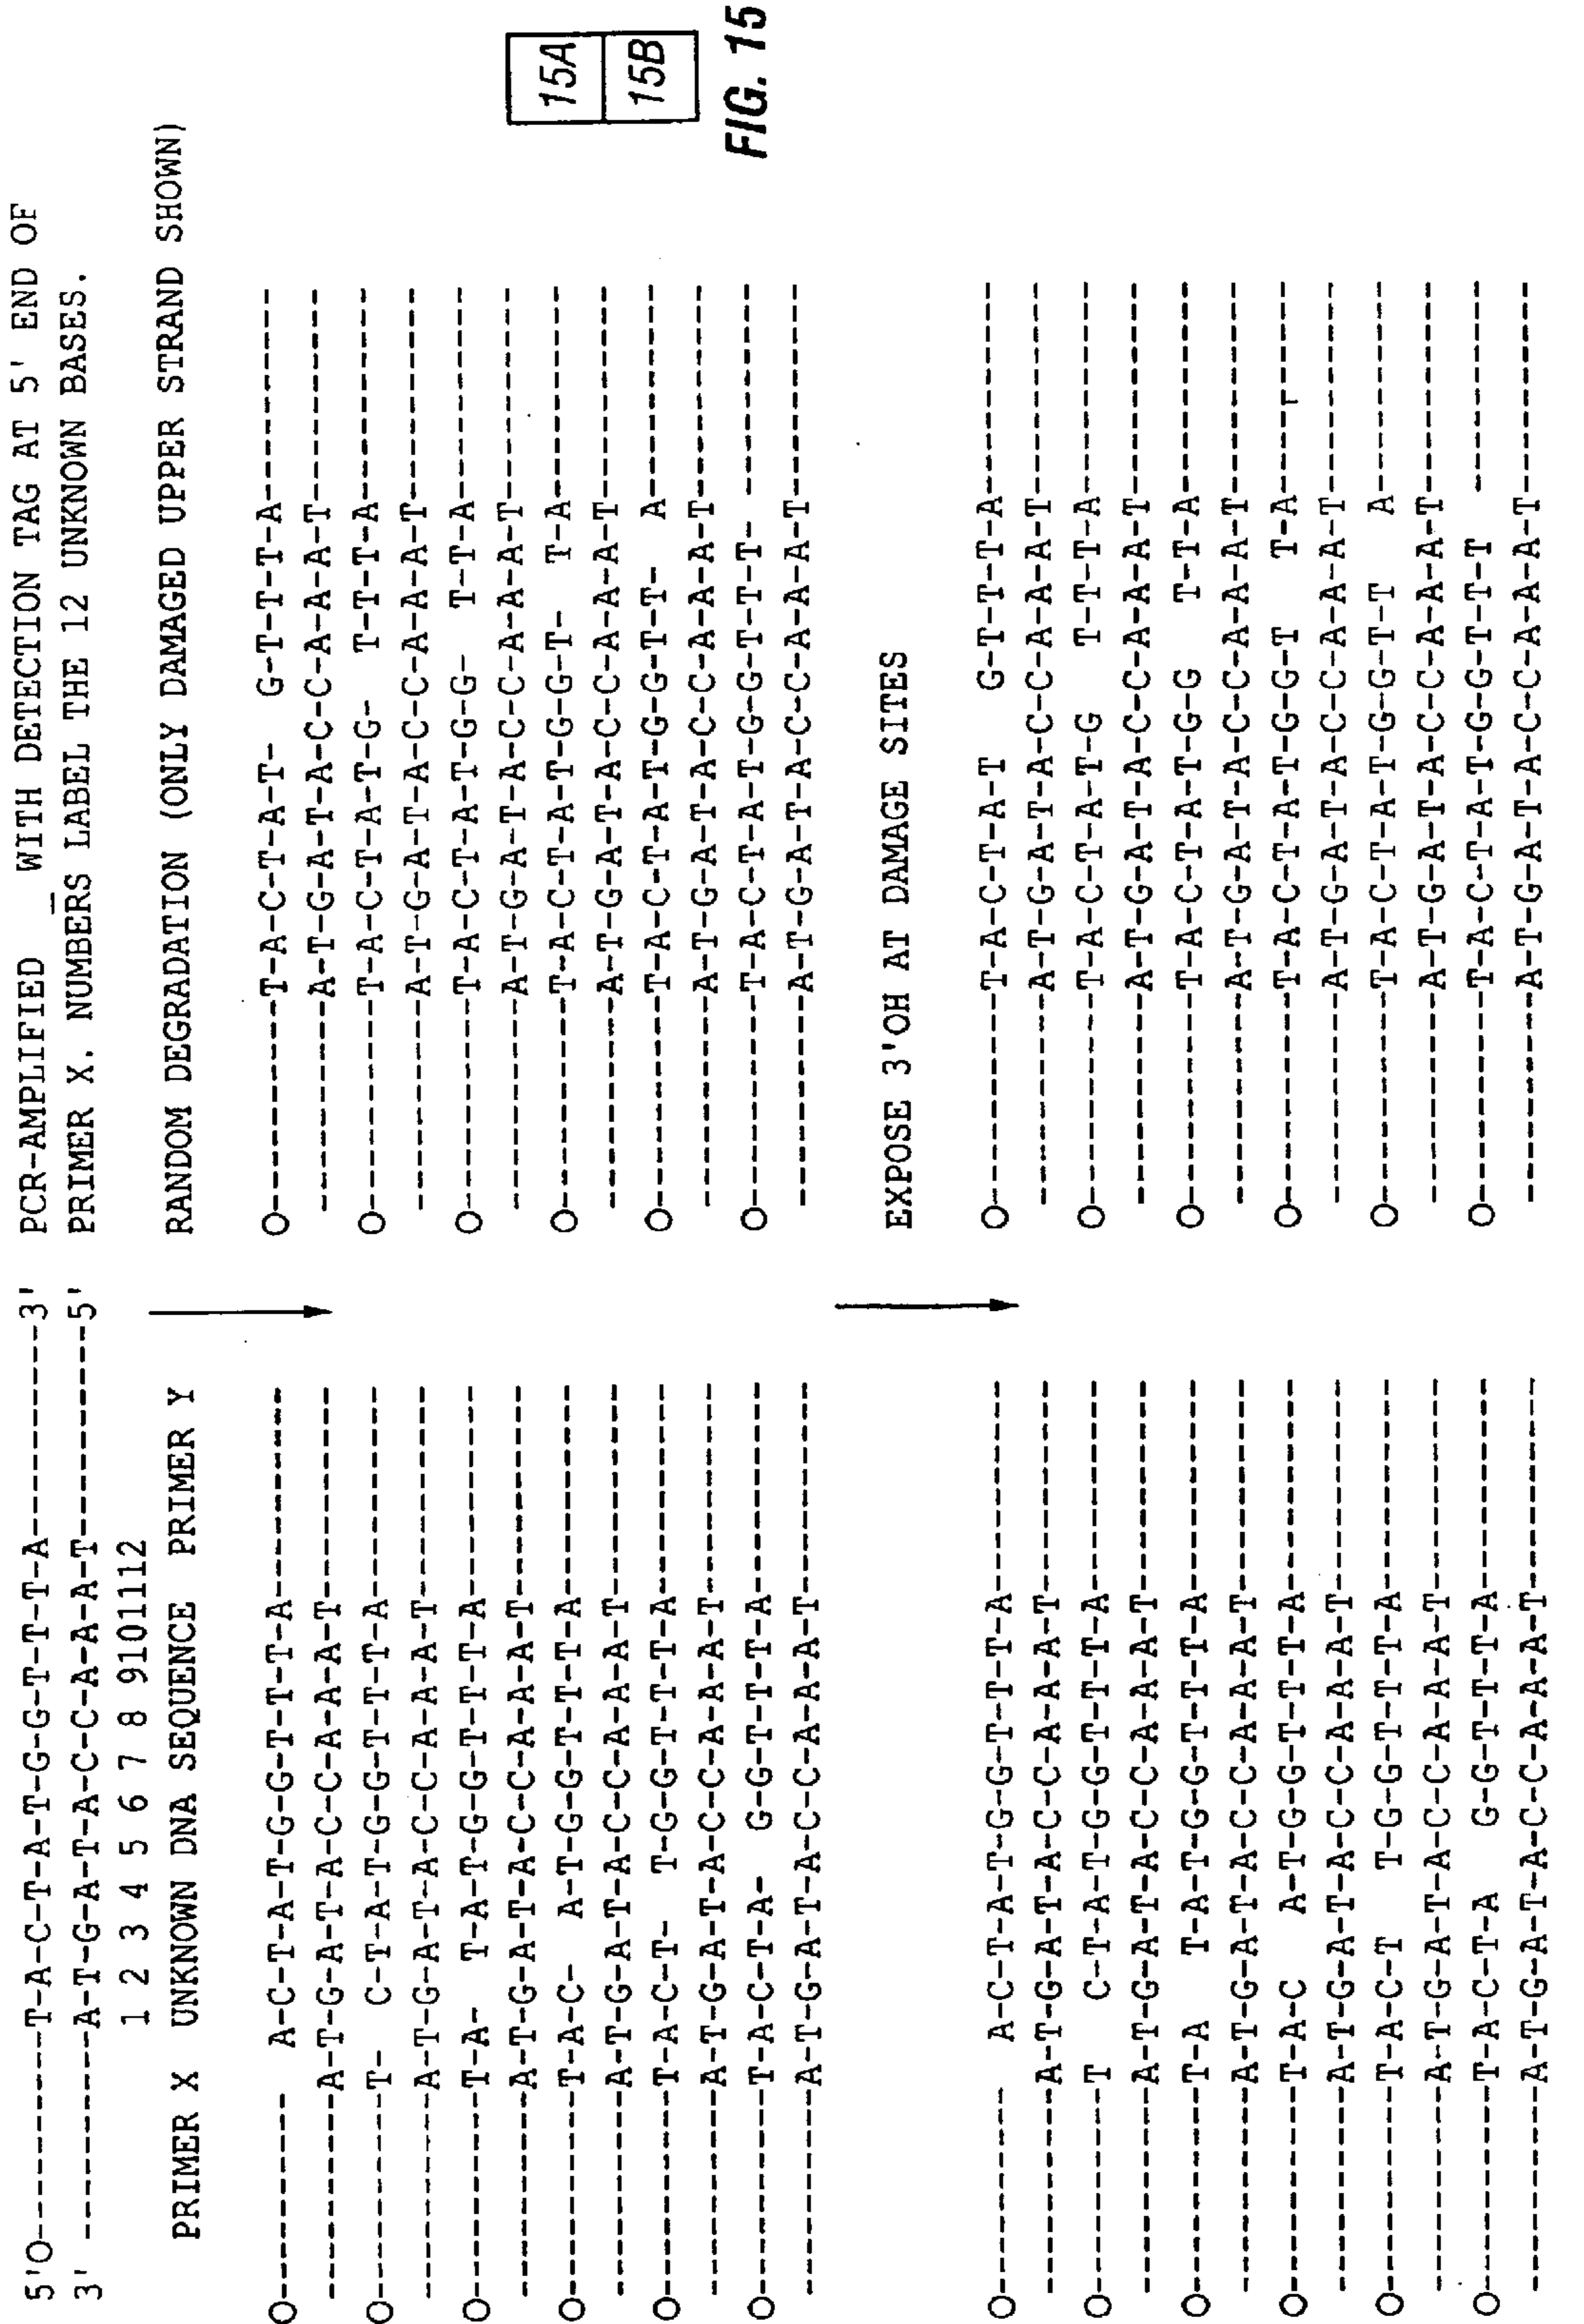 5'O----------T-A-C-T-A-T-G-G-T-T-T-A----------3' PCR-AMPLIFIED _ WITH DETECTION TAG AT 5' END OF
3' ----------A-T-G-A-T-A-C-C-A-A-A-T----------5' PRIMER X. NUMBERS LABEL THE 12 UNKNOWN BASES.
1 2 3 4 5 6 7 8 9101112
PRIMER X UNKNOWN DNA SEQUENCE PRIMER Y RANDOM DEGRADATION (ONLY DAMAGED UPPER STRAND SHOWN)
O---------- A-C-T-A-T-G-G-T-T-T-A---------- O----------T-A-C-T-A-T- G-T-T-T-A----------
----------A-T-G-A-T-A-C-C-A-A-A-T---------- ----------A-T-G-A-T-A-C-C-A-A-A-T----------
O----------T- C-T-A-T-G-G-T-T-T-A---------- O----------T-A-C-T-A-T-G- T-T-T-A----------
----------A-T-G-A-T-A-C-C-A-A-A-T---------- ----------A-T-G-A-T-A-C-C-A-A-A-T----------
O----------T-A- T-A-T-G-G-T-T-T-A---------- O----------T-A-C-T-A-T-G-G- T-T-A----------
----------A-T-G-A-T-A-C-C-A-A-A-T---------- ----------A-T-G-A-T-A-C-C-A-A-A-T----------
O----------T-A-C- A-T-G-G-T-T-T-A---------- O----------T-A-C-T-A-T-G-G-T- T-A----------
----------A-T-G-A-T-A-C-C-A-A-A-T---------- ----------A-T-G-A-T-A-C-C-A-A-A-T----------
O----------T-A-C-T- T-G-G-T-T-T-A---------- O----------T-A-C-T-A-T-G-G-T-T- A----------
----------A-T-G-A-T-A-C-C-A-A-A-T---------- ----------A-T-G-A-T-A-C-C-A-A-A-T----------
O----------T-A-C-T-A- G-G-T-T-T-A---------- O----------T-A-C-T-A-T-G-G-T-T-T- ----------
----------A-T-G-A-T-A-C-C-A-A-A-T---------- ----------A-T-G-A-T-A-C-C-A-A-A-T----------
EXPOSE 3'OH AT DAMAGE SITES
O---------- A-C-T-A-T-G-G-T-T-T-A---------- O----------T-A-C-T-A-T G-T-T-T-A----------
----------A-T-G-A-T-A-C-C-A-A-A-T---------- ----------A-T-G-A-T-A-C-C-A-A-A-T----------
O----------T C-T-A-T-G-G-T-T-T-A---------- O----------T-A-C-T-A-T-G T-T-T-A----------
----------A-T-G-A-T-A-C-C-A-A-A-T---------- ----------A-T-G-A-T-A-C-C-A-A-A-T----------
O----------T-A T-A-T-G-G-T-T-T-A---------- O----------T-A-C-T-A-T-G-G T-T-A----------
----------A-T-G-A-T-A-C-C-A-A-A-T---------- ----------A-T-G-A-T-A-C-C-A-A-A-T----------
O----------T-A-C A-T-G-G-T-T-T-A---------- O----------T-A-C-T-A-T-G-G-T T-A----------
----------A-T-G-A-T-A-C-C-A-A-A-T---------- ----------A-T-G-A-T-A-C-C-A-A-A-T----------
O----------T-A-C-T T-G-G-T-T-T-A---------- O----------T-A-C-T-A-T-G-G-T-T A----------
----------A-T-G-A-T-A-C-C-A-A-A-T---------- ----------A-T-G-A-T-A-C-C-A-A-A-T----------
O----------T-A-C-T-A G-G-T-T-T-A---------- O----------T-A-C-T-A-T-G-G-T-T-T ----------
----------A-T-G-A-T-A-C-C-A-A-A-T---------- ----------A-T-G-A-T-A-C-C-A-A-A-T----------
15A
15B
FIG. 15